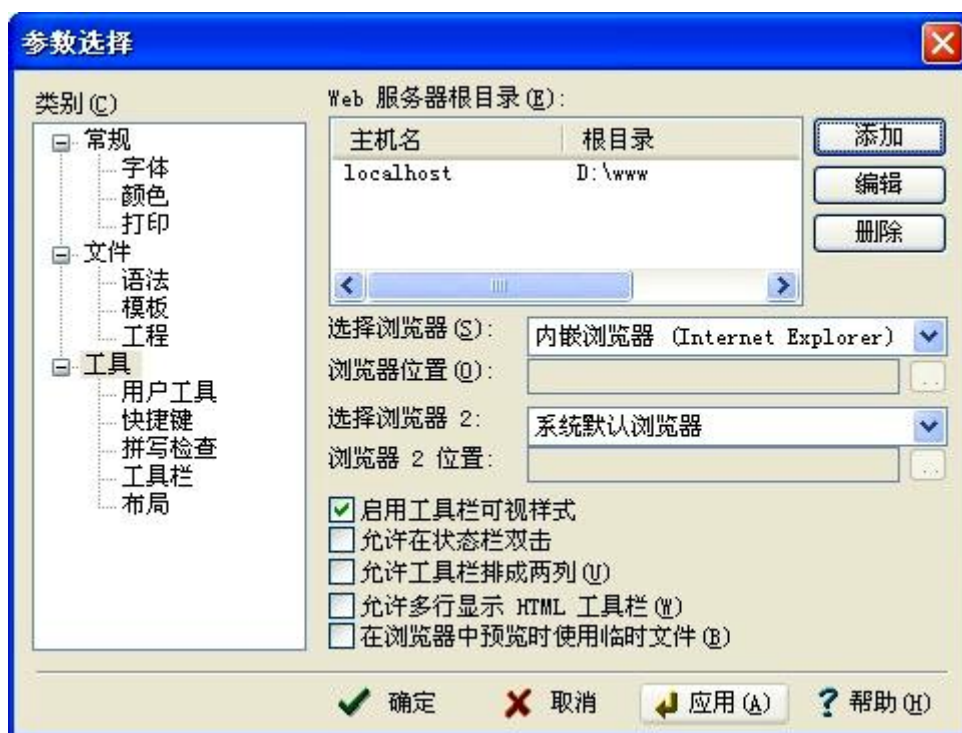 参数选择
类别(C)
常规
字体
颜色
打印
文件
语法
模板
工程
工具
用户工具
快捷键
拼写检查
工具栏
布局
Web 服务器根目录(E):
主机名 根目录
localhost D:\www
添加
编辑
删除
选择浏览器(S): 内嵌浏览器 (Internet Explorer)
浏览器位置(O): ..
选择浏览器 2: 系统默认浏览器
浏览器 2 位置: ..
启用工具栏可视样式
允许在状态栏双击
允许工具栏排成两列(U)
允许多行显示 HTML 工具栏(W)
在浏览器中预览时使用临时文件(R)
确定 取消 应用(A) 帮助(H)